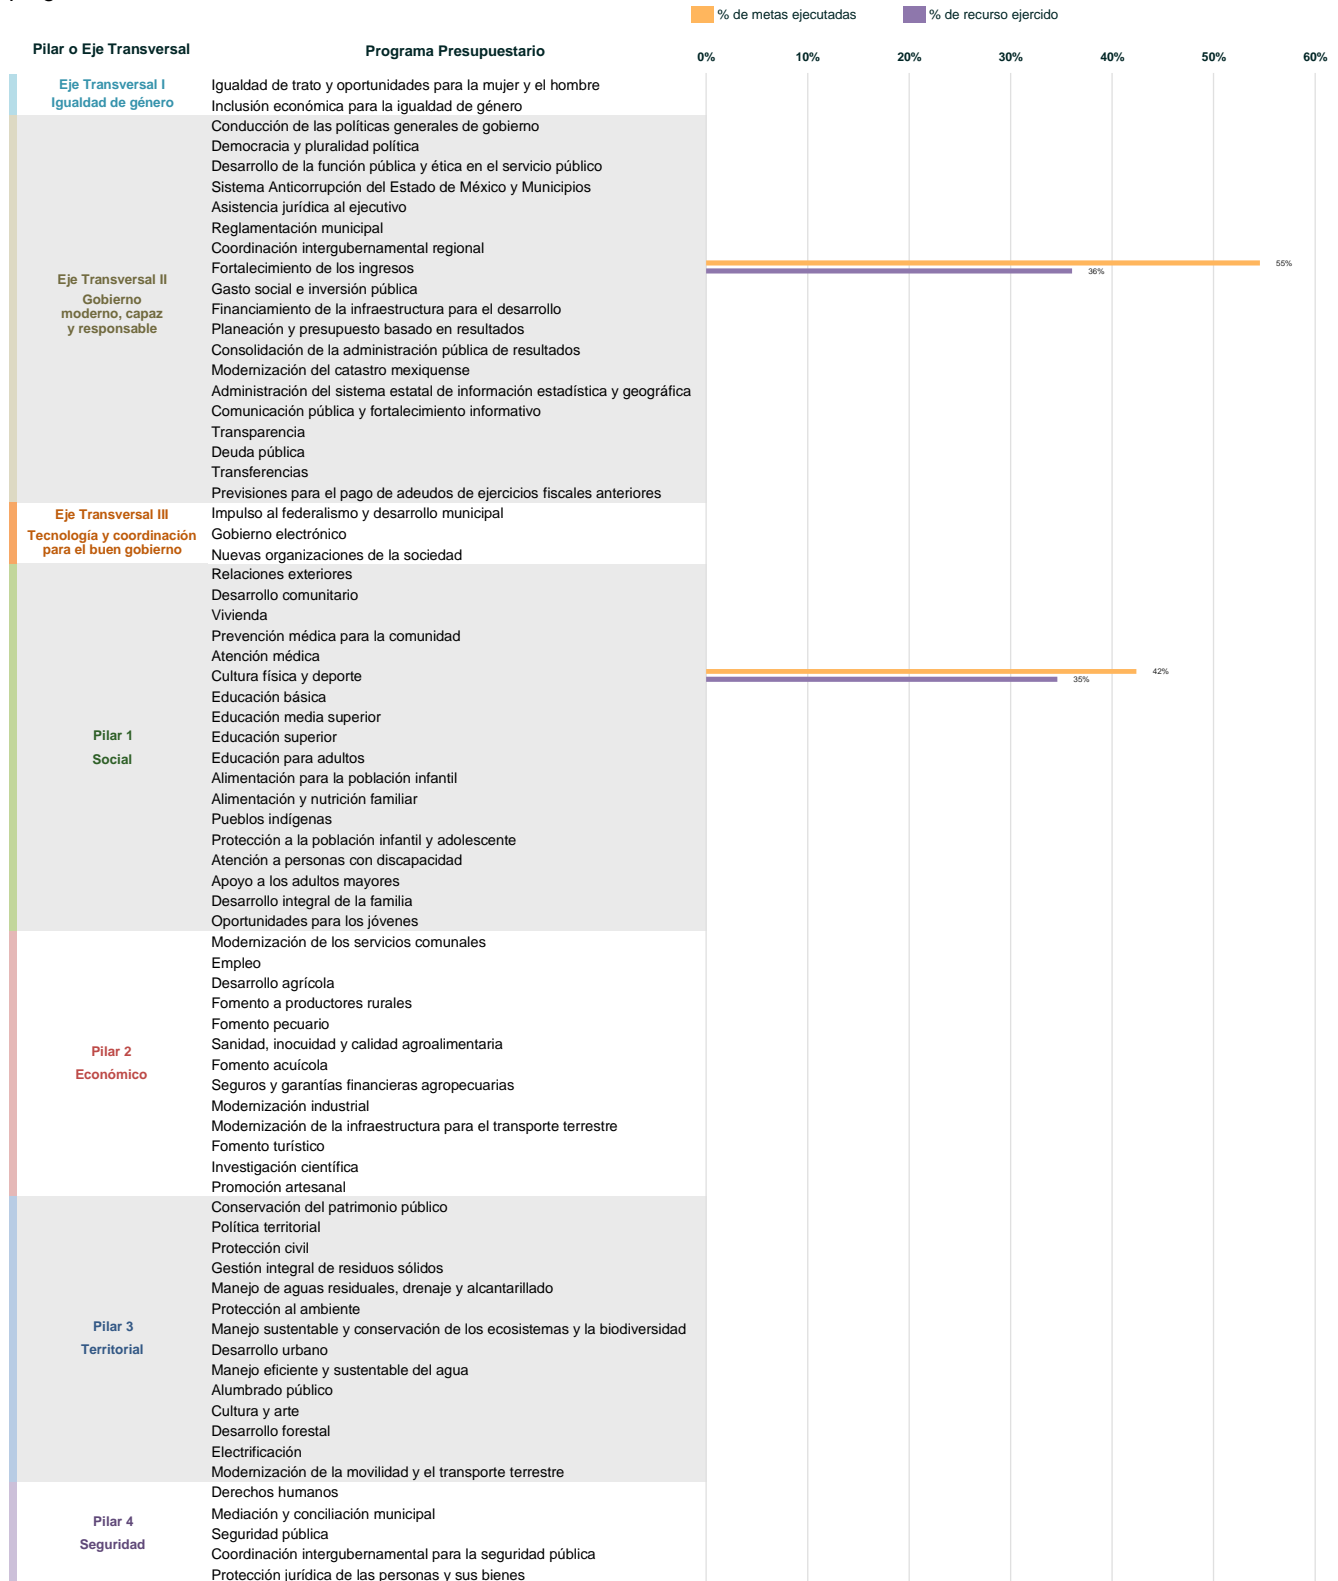 % de metas ejecutadas % de recurso ejercido
Pilar o Eje Transversal Programa Presupuestario 0% 10% 20% 30% 40% 50% 60%
Eje Transversal I
Igualdad de género
Igualdad de trato y oportunidades para la mujer y el hombre
Inclusión económica para la igualdad de género
Eje Transversal II
Gobierno
moderno, capaz
y responsable
Conducción de las políticas generales de gobierno
Democracia y pluralidad política
Desarrollo de la función pública y ética en el servicio público
Sistema Anticorrupción del Estado de México y Municipios
Asistencia jurídica al ejecutivo
Reglamentación municipal
Coordinación intergubernamental regional
Fortalecimiento de los ingresos
55%
36%
Gasto social e inversión pública
Financiamiento de la infraestructura para el desarrollo
Planeación y presupuesto basado en resultados
Consolidación de la administración pública de resultados
Modernización del catastro mexiquense
Administración del sistema estatal de información estadística y geográfica
Comunicación pública y fortalecimiento informativo
Transparencia
Deuda pública
Transferencias
Previsiones para el pago de adeudos de ejercicios fiscales anteriores
Eje Transversal III
Tecnología y coordinación
para el buen gobierno
Impulso al federalismo y desarrollo municipal
Gobierno electrónico
Nuevas organizaciones de la sociedad
Pilar 1
Social
Relaciones exteriores
Desarrollo comunitario
Vivienda
Prevención médica para la comunidad
Atención médica
Cultura física y deporte
42%
35%
Educación básica
Educación media superior
Educación superior
Educación para adultos
Alimentación para la población infantil
Alimentación y nutrición familiar
Pueblos indígenas
Protección a la población infantil y adolescente
Atención a personas con discapacidad
Apoyo a los adultos mayores
Desarrollo integral de la familia
Oportunidades para los jóvenes
Pilar 2
Económico
Modernización de los servicios comunales
Empleo
Desarrollo agrícola
Fomento a productores rurales
Fomento pecuario
Sanidad, inocuidad y calidad agroalimentaria
Fomento acuícola
Seguros y garantías financieras agropecuarias
Modernización industrial
Modernización de la infraestructura para el transporte terrestre
Fomento turístico
Investigación científica
Promoción artesanal
Pilar 3
Territorial
Conservación del patrimonio público
Política territorial
Protección civil
Gestión integral de residuos sólidos
Manejo de aguas residuales, drenaje y alcantarillado
Protección al ambiente
Manejo sustentable y conservación de los ecosistemas y la biodiversidad
Desarrollo urbano
Manejo eficiente y sustentable del agua
Alumbrado público
Cultura y arte
Desarrollo forestal
Electrificación
Modernización de la movilidad y el transporte terrestre
Pilar 4
Seguridad
Derechos humanos
Mediación y conciliación municipal
Seguridad pública
Coordinación intergubernamental para la seguridad pública
Protección jurídica de las personas y sus bienes